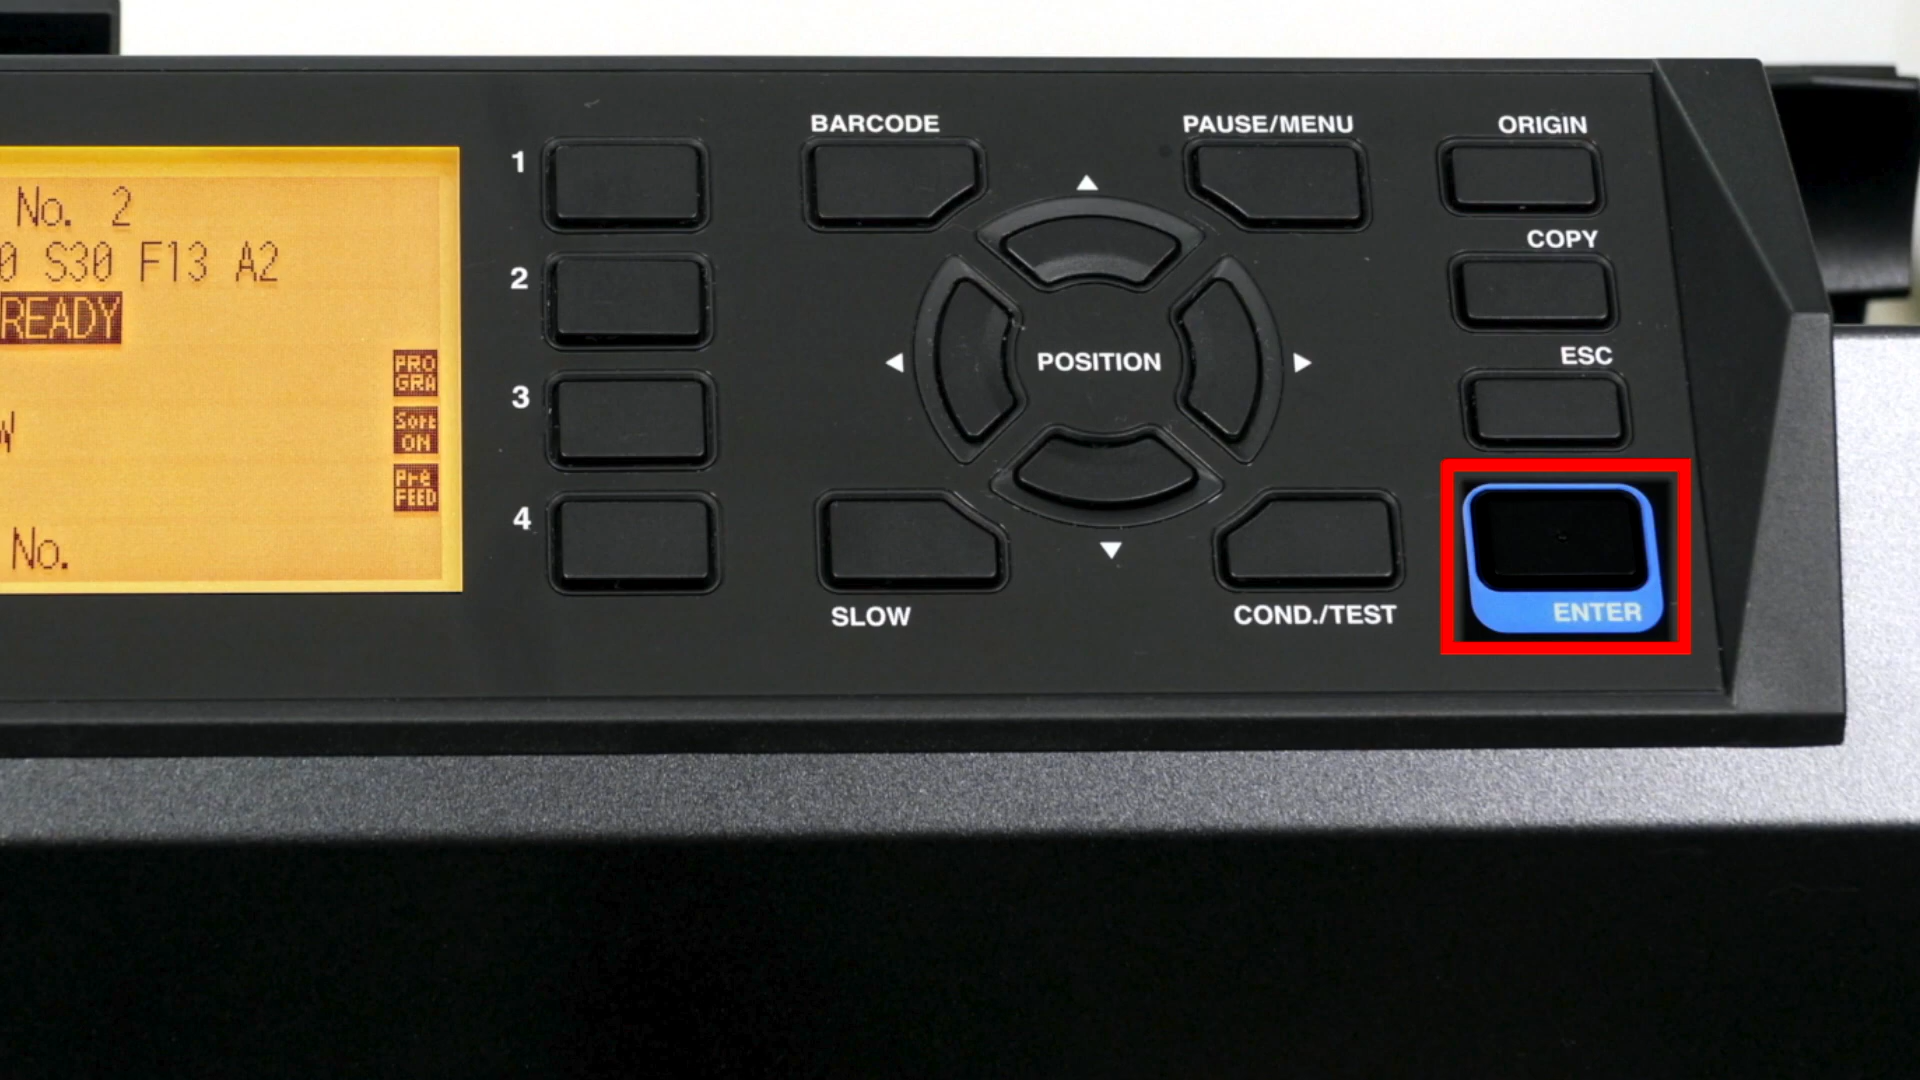 No. 2
0 S30 F13 A2
READY
PRO
GRA
Sort
ON
W
Pre
FEED
No.
1
2
3
4
BARCODE
PAUSE/MENU
POSITION
SLOW
COND./TEST
ORIGIN
COPY
ESC
ENTER